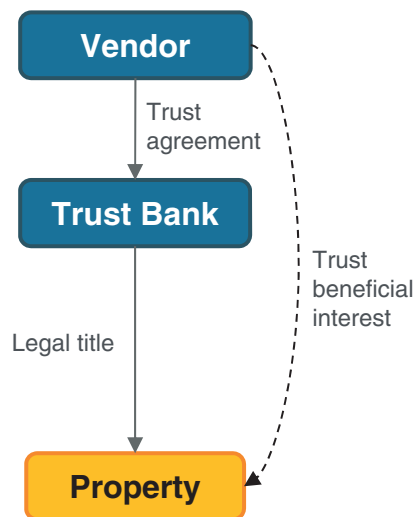 Vendor
Trust
agreement
Trust Bank
Trust
beneficial
interest
Legal title
Property